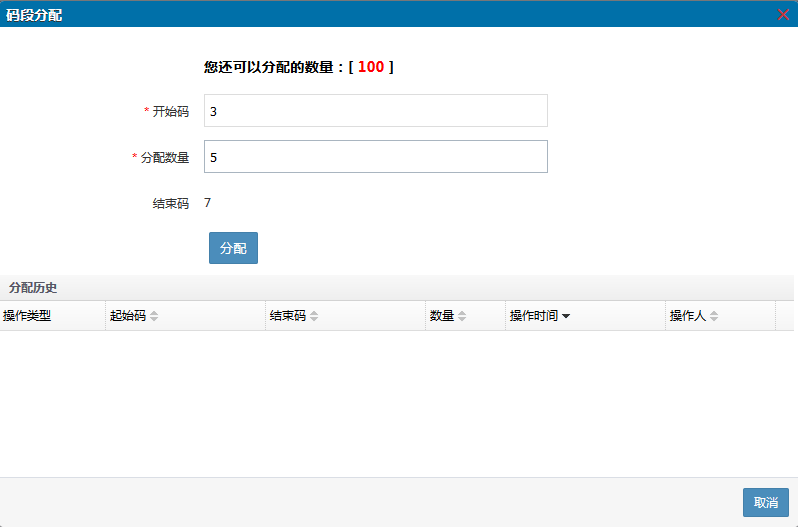 码段分配
您还可以分配的数量：[ 100 ]
* 开始码 3
* 分配数量 5
结束码 7
分配
分配历史
操作类型 起始码 结束码 数量 操作时间 操作人
取消